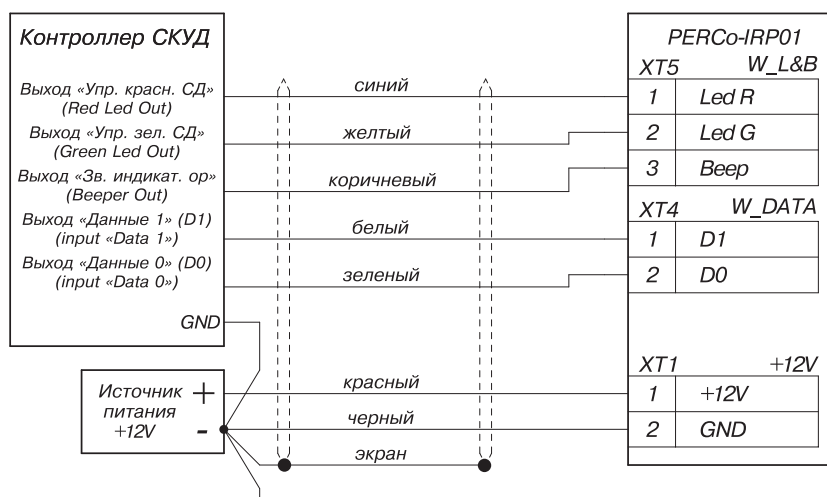 Контроллер СКУД
Выход «Упр. красн. СД»
(Red Led Out)
Выход «Упр. зел. СД»
(Green Led Out)
Выход «Зв. индикат. ор»
(Beeper Out)
Выход «Данные 1» (D1)
(input «Data 1»)
Выход «Данные 0» (D0)
(input «Data 0»)
GND
Источник
питания
+12V
+
-
синий
желтый
коричневый
белый
зеленый
красный
черный
экран
PERCo-IRP01
XT5 W_L&B
1 Led R
2 Led G
3 Beep
XT4 W_DATA
1 D1
2 D0
XT1 +12V
1 +12V
2 GND